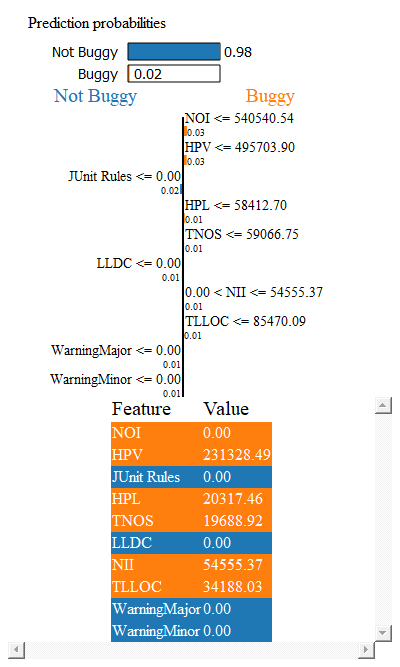 Prediction probabilities
Not Buggy 0.98
Buggy 0.02
Not Buggy Buggy
NOI <= 540540.54
0.03
HPV <= 495703.90
0.03
JUnit Rules <= 0.00
0.02
HPL <= 58412.70
0.01
TNOS <= 59066.75
0.01
LLDC <= 0.00
0.01
0.00 < NII <= 54555.37
0.01
TLLOC <= 85470.09
0.01
WarningMajor <= 0.00
0.01
WarningMinor <= 0.00
0.01
Feature Value
NOI 0.00
HPV 231328.49
JUnit Rules 0.00
HPL 20317.46
TNOS 19688.92
LLDC 0.00
NII 54555.37
TLLOC 34188.03
WarningMajor 0.00
WarningMinor 0.00